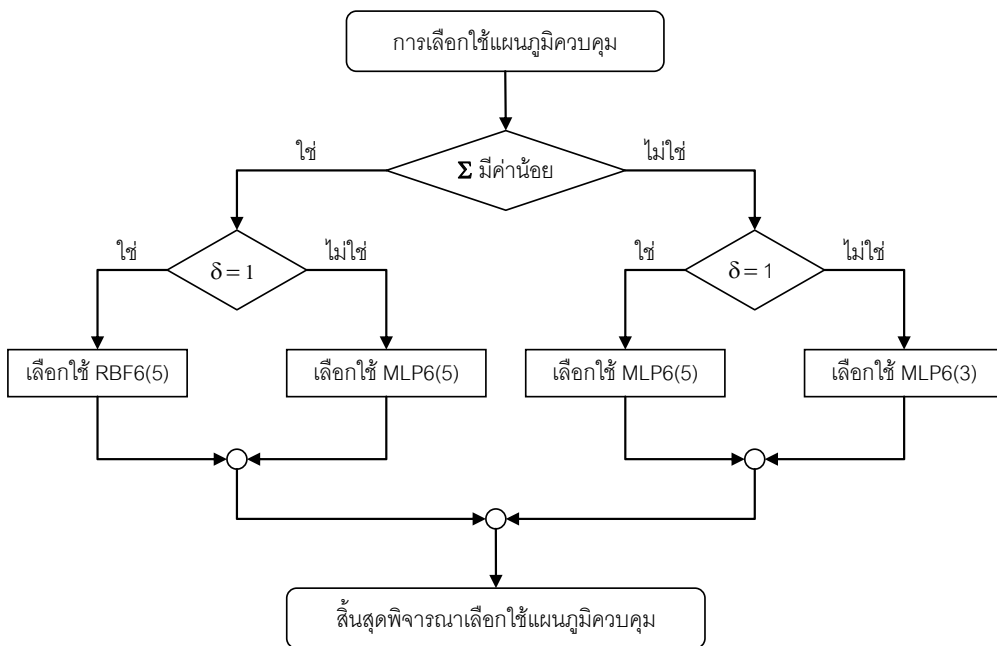 การเลือกใช้แผนภูมิควบคุม
ใช่
Σ มีค่าน้อย
ไม่ใช่
ใช่
δ = 1
ไม่ใช่
ใช่
δ = 1
ไม่ใช่
เลือกใช้ RBF6(5)
เลือกใช้ MLP6(5)
เลือกใช้ MLP6(5)
เลือกใช้ MLP6(3)
สิ้นสุดพิจารณาเลือกใช้แผนภูมิควบคุม